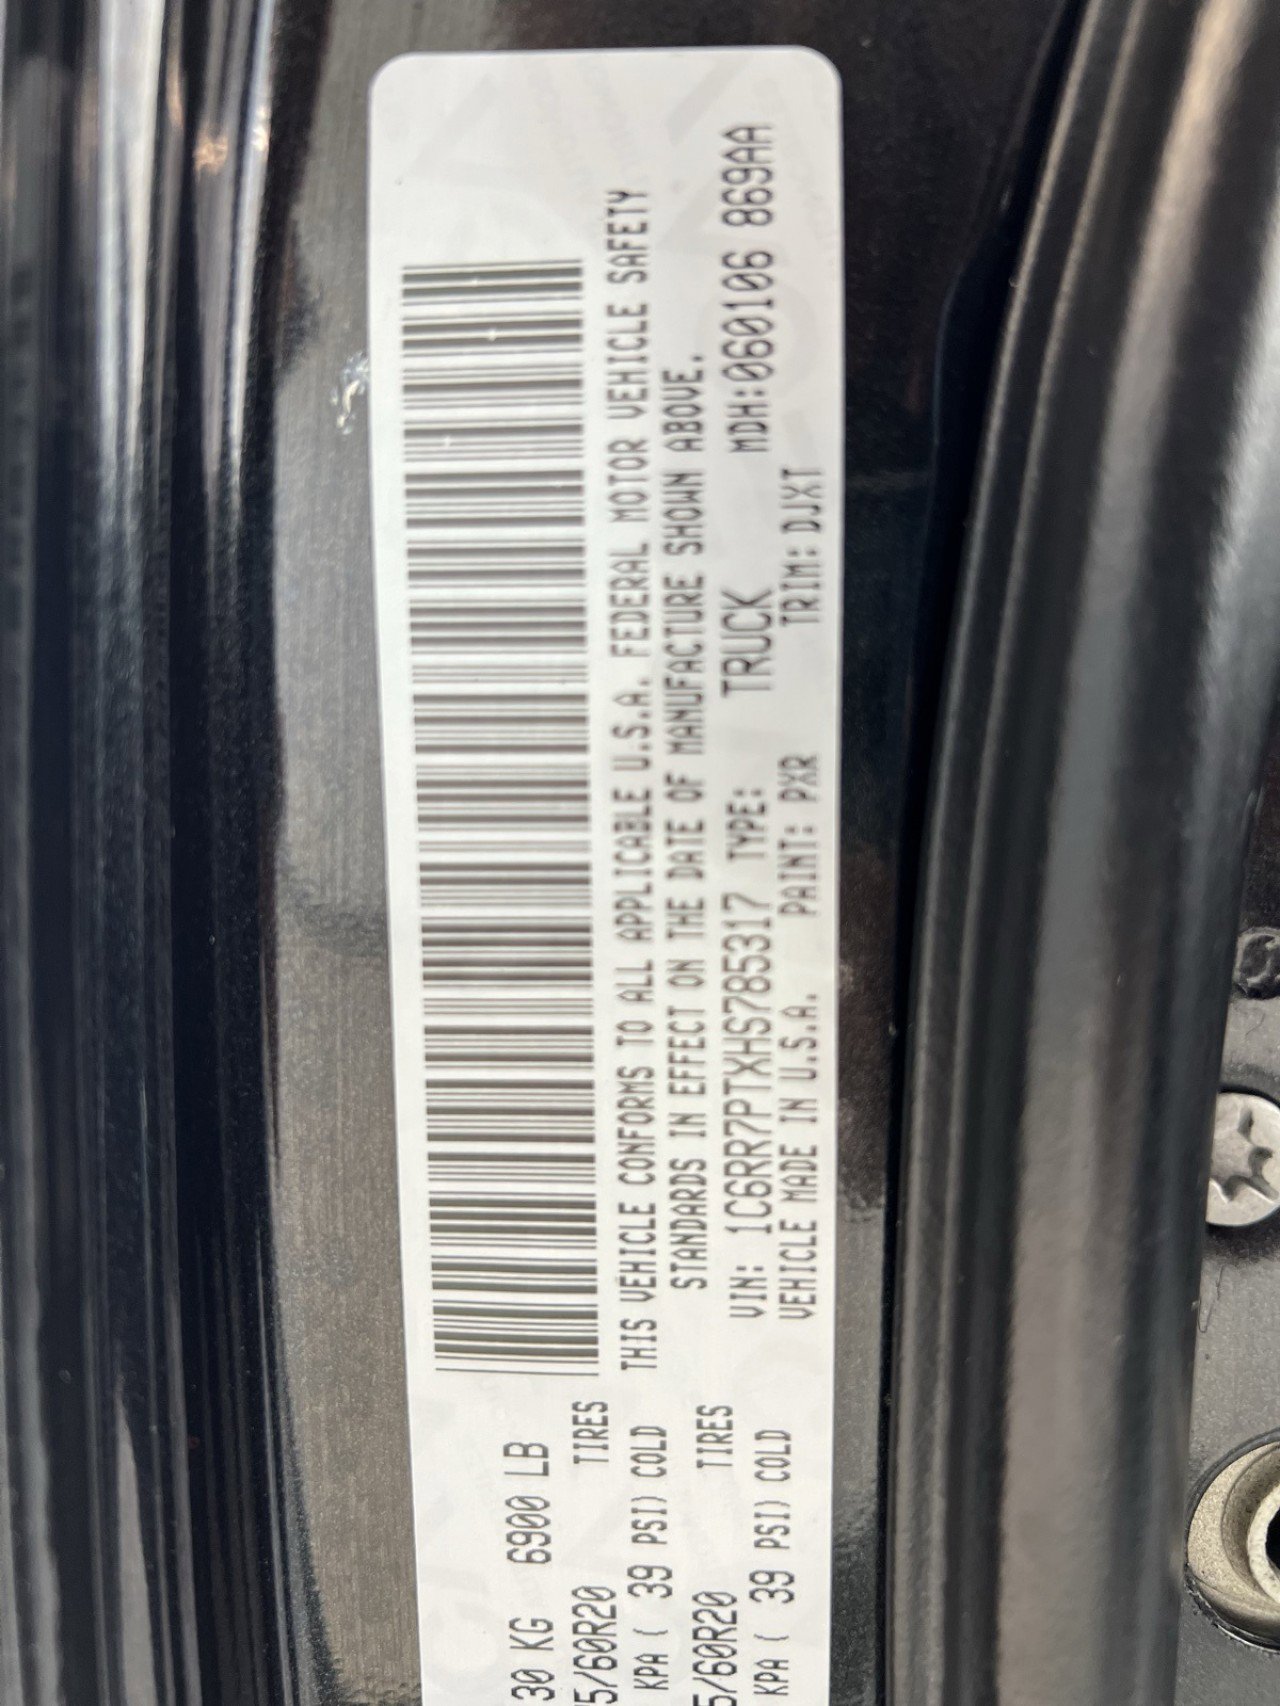 30 KG 6900 LB
5/60R20 TIRES
KPA ( 39 PSI) COLD
5/60R20 TIRES
KPA ( 39 PSI) COLD
THIS VEHICLE CONFORMS TO ALL APPLICABLE U.S.A. FEDERAL MOTOR VEHICLE SAFETY
STANDARDS IN EFFECT ON THE DATE OF MANUFACTURE SHOWN ABOVE.
VIN: 1C6RR7PTXHS785317 TYPE: TRUCK MDH:060106 869AA
VEHICLE MADE IN U.S.A. PAINT: PXR TRIM: DJXT